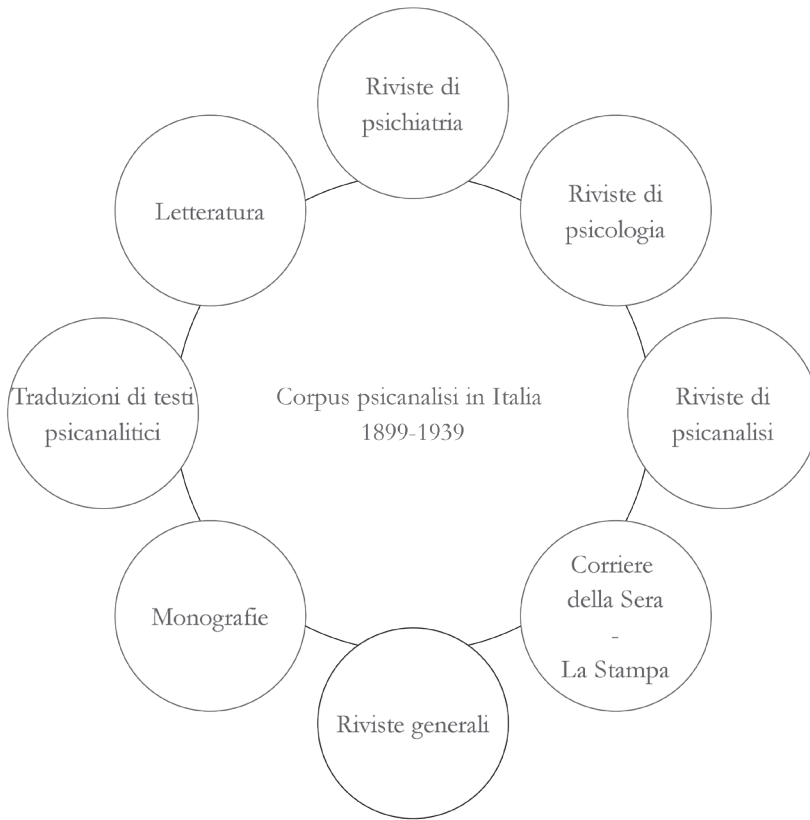 Riviste di
psichiatria
Riviste di
psicologia
Riviste di
psicanalisi
Corriere
della Sera
-
La Stampa
Riviste generali
Monografie
Traduzioni di testi
psicanalitici
Letteratura
Corpus psicanalisi in Italia
1899-1939